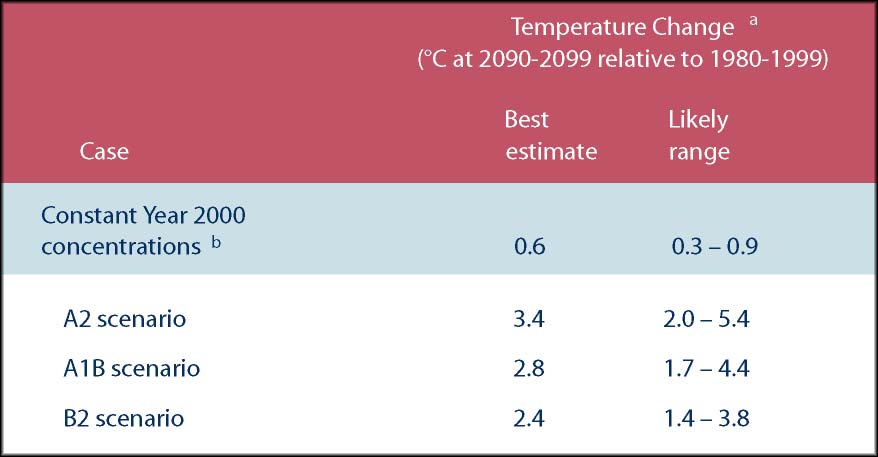 Temperature Change a
(°C at 2090-2099 relative to 1980-1999)
Case
Best
estimate
Likely
range
Constant Year 2000
concentrations b 0.6 0.3 – 0.9
A2 scenario 3.4 2.0 – 5.4
A1B scenario 2.8 1.7 – 4.4
B2 scenario 2.4 1.4 – 3.8